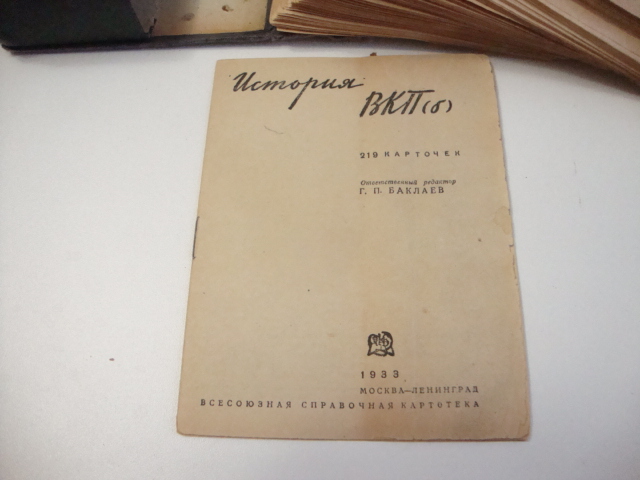 История
ВКП(б)
219 КАРТОЧЕК
Ответственный редактор
Г. П. БАКЛАЕВ
1933
МОСКВА—ЛЕНИНГРАД
ВСЕСОЮЗНАЯ СПРАВОЧНАЯ КАРТОТЕКА